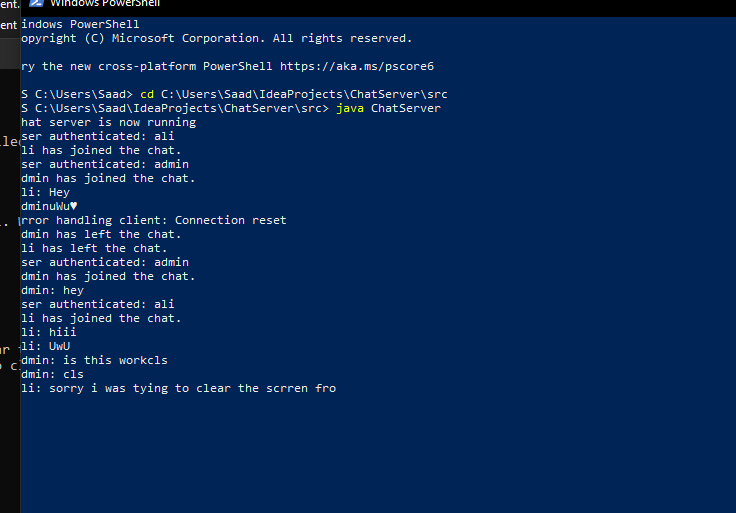 ent.
Windows PowerShell
ent
indows PowerShell
opyright (C) Microsoft Corporation. All rights reserved.
ry the new cross-platform PowerShell https://aka.ms/pscore6
S C:\Users\Saad> cd C:\Users\Saad\IdeaProjects\ChatServer\src
S C:\Users\Saad\IdeaProjects\ChatServer\src> java ChatServer
hat server is now running
ser authenticated: ali
lled
li has joined the chat.
ser authenticated: admin
dmin has joined the chat.
li: Hey
dminuWu♥
rror handling client: Connection reset
dmin has left the chat.
li has left the chat.
ser authenticated: admin
dmin has joined the chat.
dmin: hey
ser authenticated: ali
li has joined the chat.
li: hiii
li: UwU
dmin: is this workcls
dmin: cls
li: sorry i was tying to clear the scrren fro